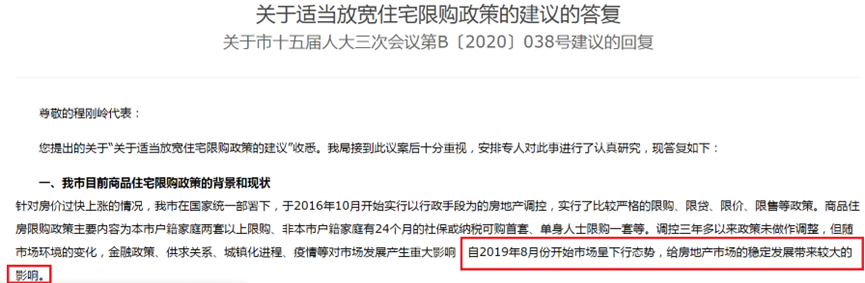 关于适当放宽住宅限购政策的建议的答复
关于市十五届人大三次会议第B〔2020〕038号建议的回复
尊敬的程刚岭代表：
您提出的关于“关于适当放宽住宅限购政策的建议”收悉。我局接到此议案后十分重视，安排专人对此事进行了认真研究，现答复如下：
一、我市目前商品住宅限购政策的背景和现状
针对房价过快上涨的情况，我市在国家统一部署下，于2016年10月开始实行以行政手段为的房地产调控，实行了比较严格的限购、限贷、限价、限售等政策。商品住
房限购政策主要内容为本市户籍家庭两套以上限购、非本市户籍家庭有24个月的社保或纳税可购首套、单身人士限购一套等。调控三年多以来政策未做作调整，但随
市场环境的变化，金融政策、供求关系、城镇化进程、疫情等对市场发展产生重大影响 自2019年8月份开始市场呈下行态势，给房地产市场的稳定发展带来较大的
影响。